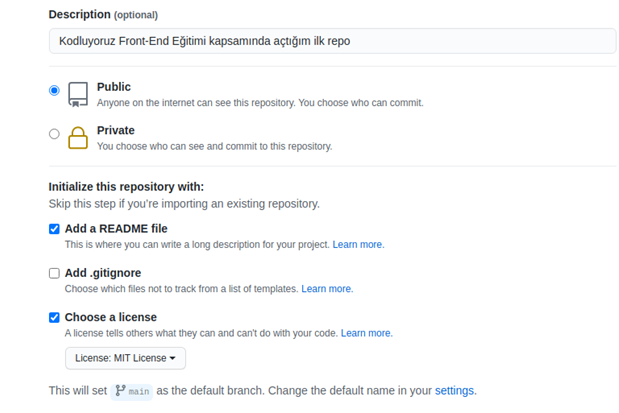 Description (optional)
Kodluyoruz Front-End Eğitimi kapsamında açtığım ilk repo
Public
Anyone on the internet can see this repository. You choose who can commit.
Private
You choose who can see and commit to this repository.
Initialize this repository with:
Skip this step if you're importing an existing repository.
Add a README file
This is where you can write a long description for your project. Learn more.
Add .gitignore
Choose which files not to track from a list of templates. Learn more.
Choose a license
A license tells others what they can and can't do with your code. Learn more.
License: MIT License
This will set main as the default branch. Change the default name in your settings.